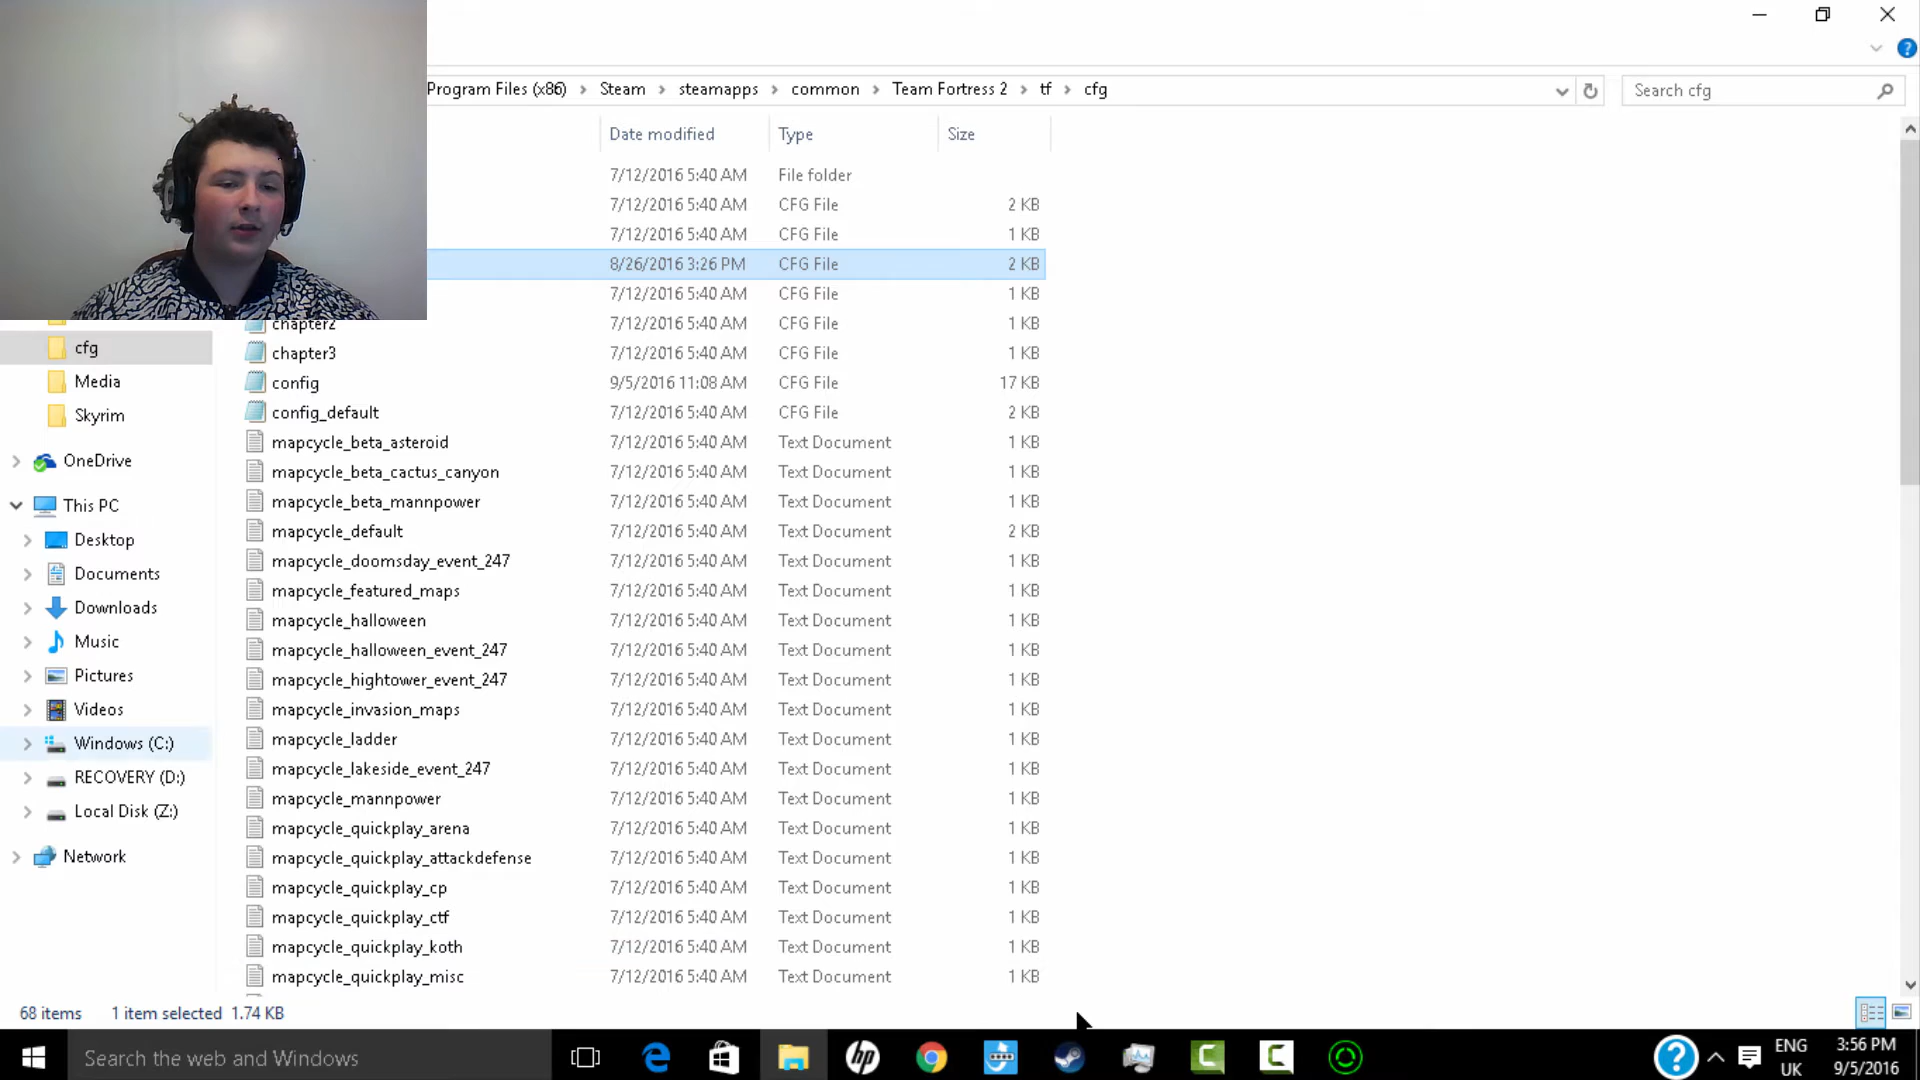 Program Files (x86) > Steam > steamapps > common > Team Fortress 2 > tf > cfg
Search cfg
Date modified Type Size
7/12/2016 5:40 AM File folder
7/12/2016 5:40 AM CFG File 2 KB
7/12/2016 5:40 AM CFG File 1 KB
8/26/2016 3:26 PM CFG File 2 KB
7/12/2016 5:40 AM CFG File 1 KB
chapter2 7/12/2016 5:40 AM CFG File 1 KB
chapter3 7/12/2016 5:40 AM CFG File 1 KB
config 9/5/2016 11:08 AM CFG File 17 KB
config_default 7/12/2016 5:40 AM CFG File 2 KB
mapcycle_beta_asteroid 7/12/2016 5:40 AM Text Document 1 KB
mapcycle_beta_cactus_canyon 7/12/2016 5:40 AM Text Document 1 KB
mapcycle_beta_mannpower 7/12/2016 5:40 AM Text Document 1 KB
mapcycle_default 7/12/2016 5:40 AM Text Document 2 KB
mapcycle_doomsday_event_247 7/12/2016 5:40 AM Text Document 1 KB
mapcycle_featured_maps 7/12/2016 5:40 AM Text Document 1 KB
mapcycle_halloween 7/12/2016 5:40 AM Text Document 1 KB
mapcycle_halloween_event_247 7/12/2016 5:40 AM Text Document 1 KB
mapcycle_hightower_event_247 7/12/2016 5:40 AM Text Document 1 KB
mapcycle_invasion_maps 7/12/2016 5:40 AM Text Document 1 KB
mapcycle_ladder 7/12/2016 5:40 AM Text Document 1 KB
mapcycle_lakeside_event_247 7/12/2016 5:40 AM Text Document 1 KB
mapcycle_mannpower 7/12/2016 5:40 AM Text Document 1 KB
mapcycle_quickplay_arena 7/12/2016 5:40 AM Text Document 1 KB
mapcycle_quickplay_attackdefense 7/12/2016 5:40 AM Text Document 1 KB
mapcycle_quickplay_cp 7/12/2016 5:40 AM Text Document 1 KB
mapcycle_quickplay_ctf 7/12/2016 5:40 AM Text Document 1 KB
mapcycle_quickplay_koth 7/12/2016 5:40 AM Text Document 1 KB
mapcycle_quickplay_misc 7/12/2016 5:40 AM Text Document 1 KB
cfg
Media
Skyrim
OneDrive
This PC
Desktop
Documents
Downloads
Music
Pictures
Videos
Windows (C:)
RECOVERY (D:)
Local Disk (Z:)
Network
68 items 1 item selected 1.74 KB
Search the web and Windows
hp
ENG
UK
3:56 PM
9/5/2016